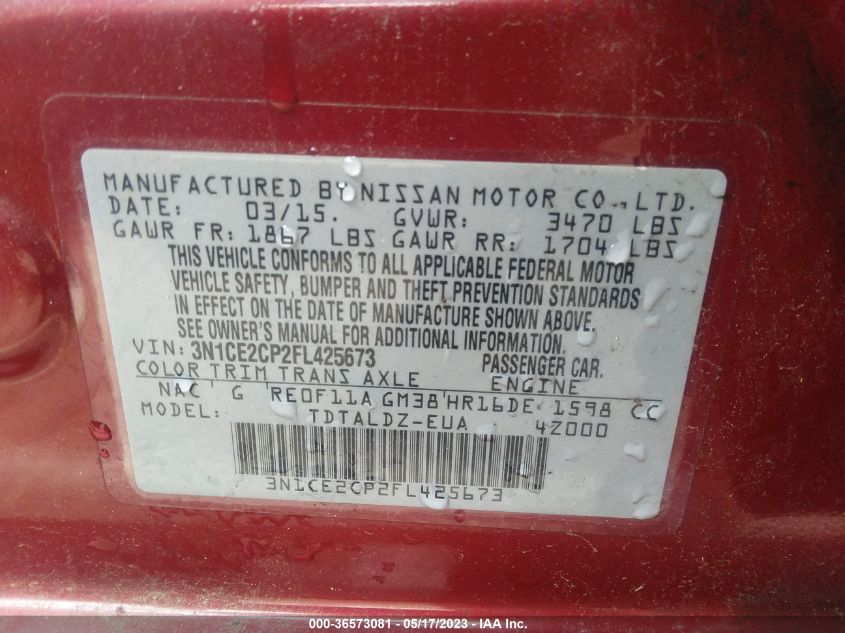 MANUFACTURED BY NISSAN MOTOR CO., LTD.
DATE: 03/15. GVWR: 3470 LBS
GAWR FR: 1867 LBS GAWR RR: 1704 LBS
THIS VEHICLE CONFORMS TO ALL APPLICABLE FEDERAL MOTOR
VEHICLE SAFETY, BUMPER AND THEFT PREVENTION STANDARDS
IN EFFECT ON THE DATE OF MANUFACTURE SHOWN ABOVE.
SEE OWNER'S MANUAL FOR ADDITIONAL INFORMATION.
VIN: 3N1CE2CP2FL425673 PASSENGER CAR.
COLOR TRIM TRANS AXLE ENGINE
NAC G RE0F11A GM38 HR16DE 1598 CC
MODEL: TDTALDZ-EUA 4Z000
3N1CE2CP2FL425673
000-36573081 - 05/17/2023 - IAA Inc.